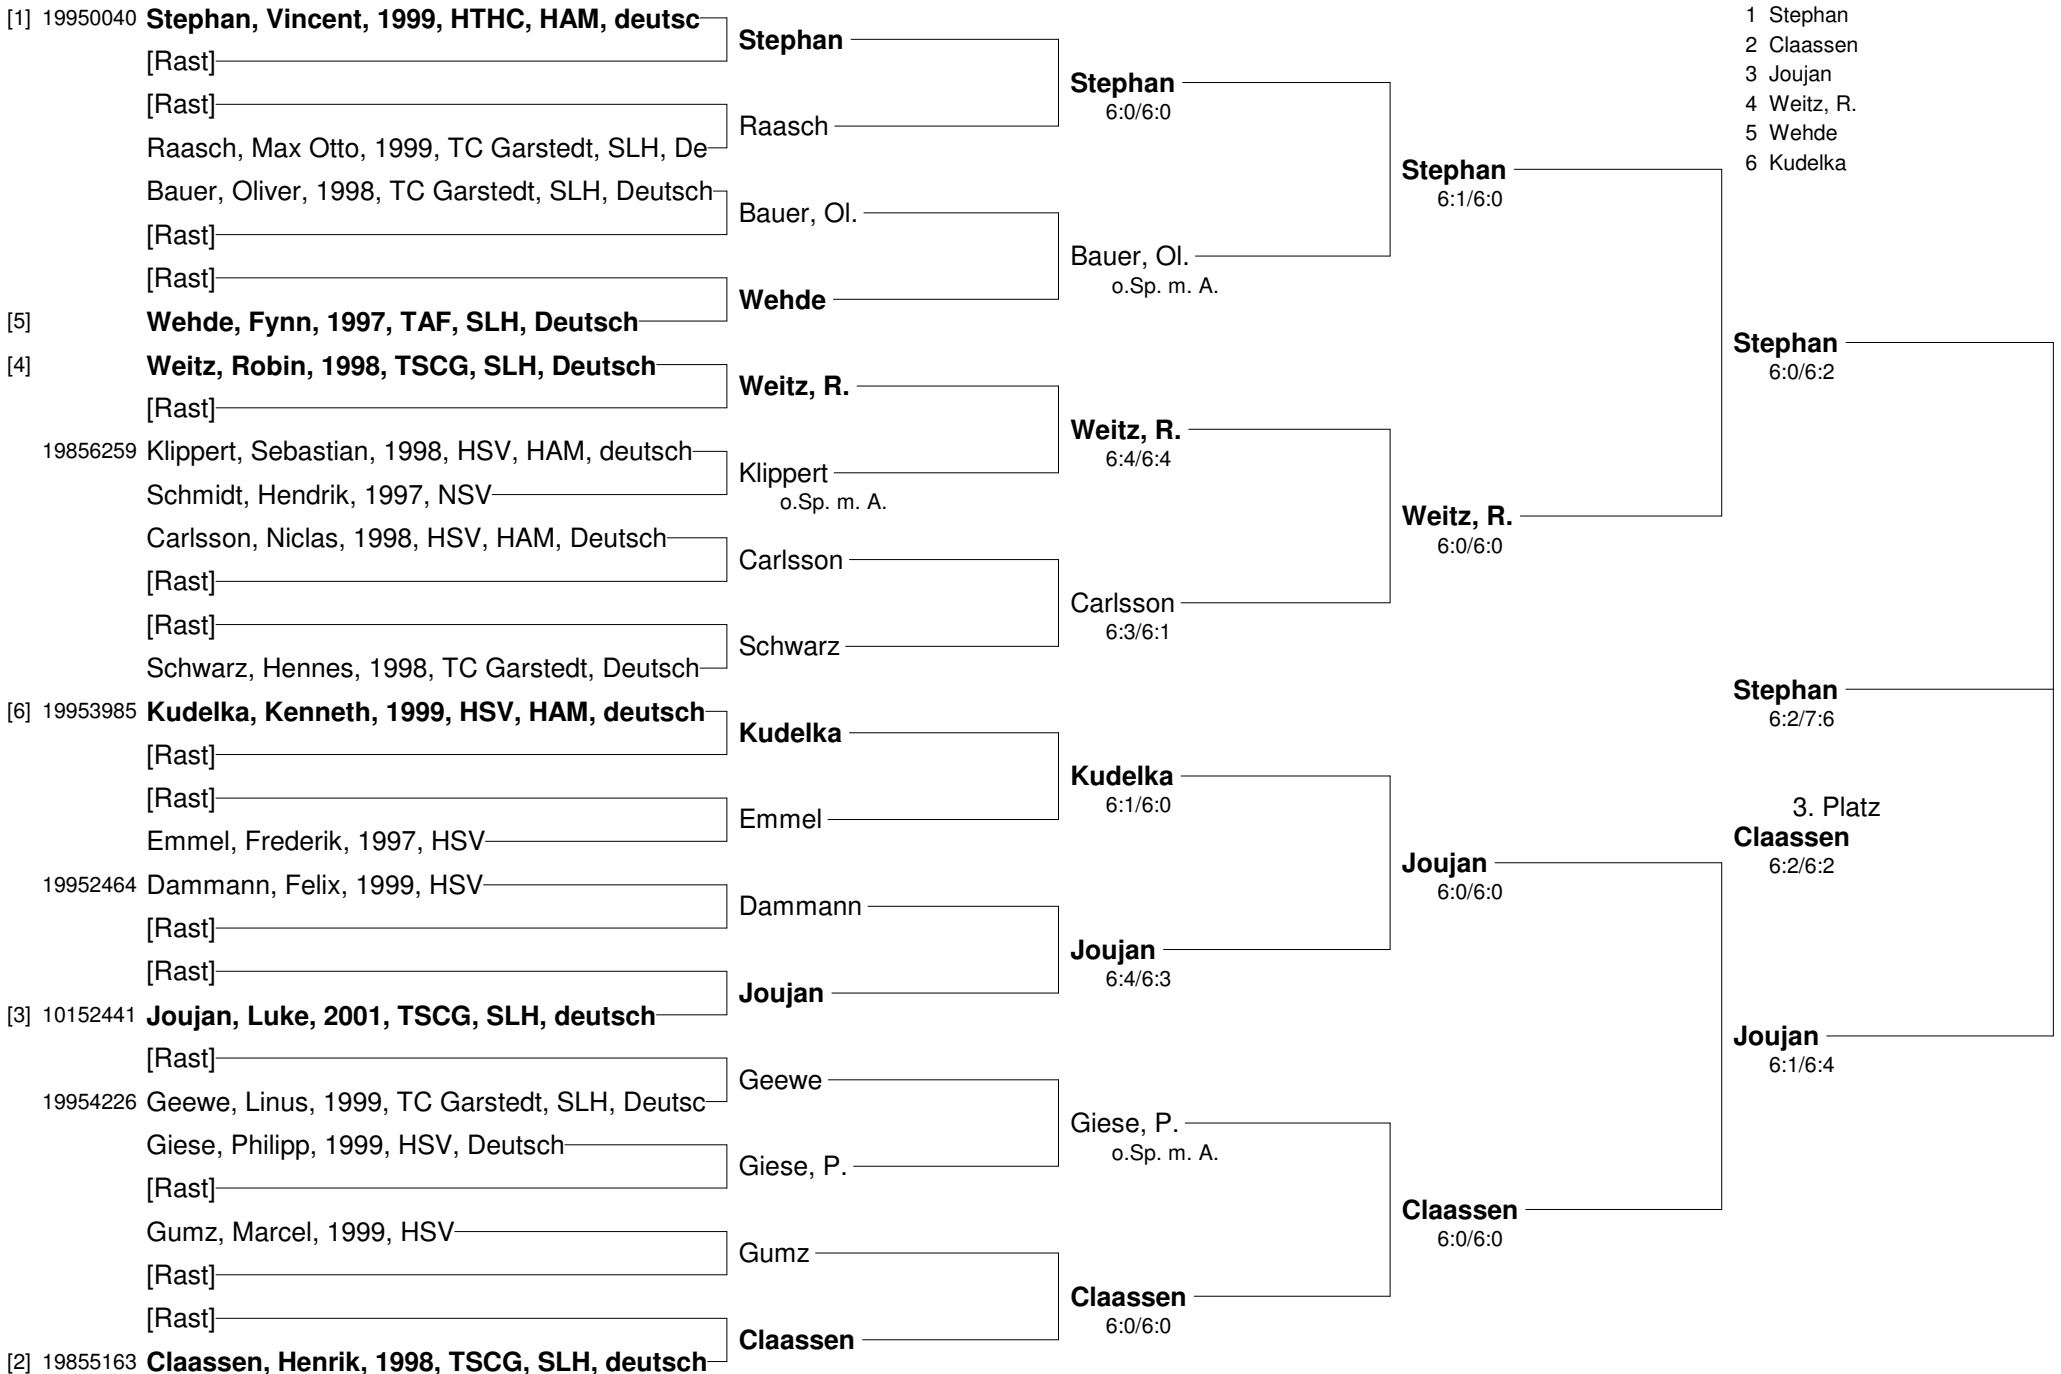 [1] 19950040 Stephan, Vincent, 1999, HTHC, HAM, deutsc
[Rast]
[Rast]
Raasch, Max Otto, 1999, TC Garstedt, SLH, De
Bauer, Oliver, 1998, TC Garstedt, SLH, Deutsch
[Rast]
[Rast]
[5] Wehde, Fynn, 1997, TAF, SLH, Deutsch
[4] Weitz, Robin, 1998, TSCG, SLH, Deutsch
[Rast]
19856259 Klippert, Sebastian, 1998, HSV, HAM, deutsch
Schmidt, Hendrik, 1997, NSV
Carlsson, Niclas, 1998, HSV, HAM, Deutsch
[Rast]
[Rast]
Schwarz, Hennes, 1998, TC Garstedt, Deutsch
[6] 19953985 Kudelka, Kenneth, 1999, HSV, HAM, deutsch
[Rast]
[Rast]
Emmel, Frederik, 1997, HSV
19952464 Dammann, Felix, 1999, HSV
[Rast]
[Rast]
[3] 10152441 Joujan, Luke, 2001, TSCG, SLH, deutsch
[Rast]
19954226 Geewe, Linus, 1999, TC Garstedt, SLH, Deutsc
Giese, Philipp, 1999, HSV, Deutsch
[Rast]
Gumz, Marcel, 1999, HSV
[Rast]
[Rast]
[2] 19855163 Claassen, Henrik, 1998, TSCG, SLH, deutsch
Stephan
Raasch
Bauer, Ol.
Wehde
Weitz, R.
Klippert
o.Sp. m. A.
Carlsson
Schwarz
Kudelka
Emmel
Dammann
Joujan
Geewe
Giese, P.
Gumz
Claassen
Stephan
6:0/6:0
Bauer, Ol.
o.Sp. m. A.
Weitz, R.
6:4/6:4
Carlsson
6:3/6:1
Kudelka
6:1/6:0
Joujan
6:4/6:3
Giese, P.
o.Sp. m. A.
Claassen
6:0/6:0
Stephan
6:1/6:0
Weitz, R.
6:0/6:0
Joujan
6:0/6:0
Claassen
6:0/6:0
1 Stephan
2 Claassen
3 Joujan
4 Weitz, R.
5 Wehde
6 Kudelka
Stephan
6:0/6:2
Stephan
6:2/7:6
3. Platz
Claassen
6:2/6:2
Joujan
6:1/6:4